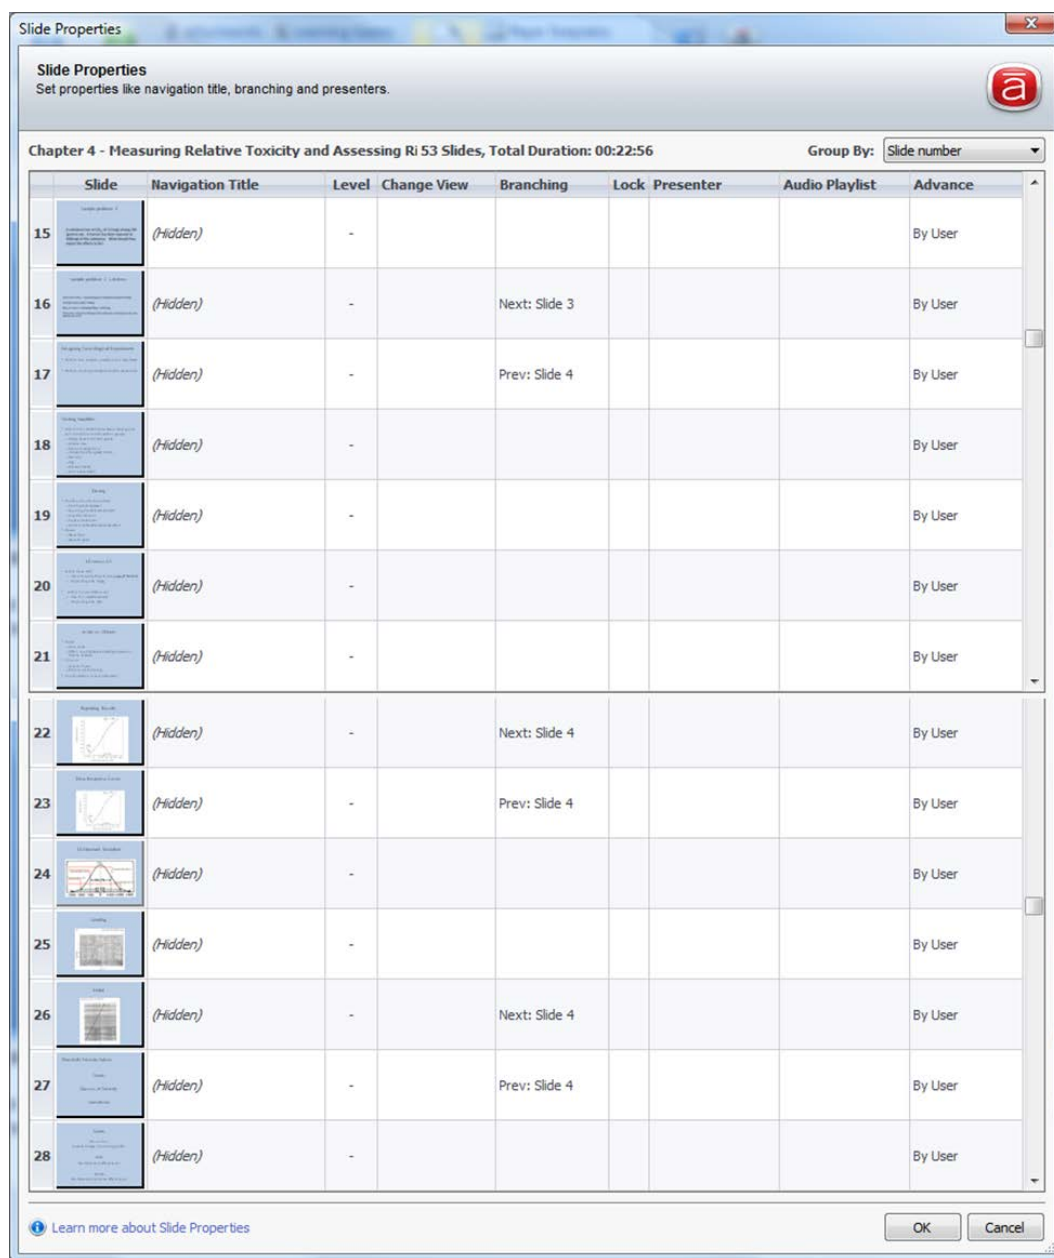 Slide Properties
Slide Properties
Set properties like navigation title, branching and presenters.
Chapter 4 - Measuring Relative Toxicity and Assessing Ri 53 Slides, Total Duration: 00:22:56 Group By: Slide number
Slide Navigation Title Level Change View Branching Lock Presenter Audio Playlist Advance
15 (Hidden) - By User
16 (Hidden) - Next: Slide 3 By User
17 (Hidden) - Prev: Slide 4 By User
18 (Hidden) - By User
19 (Hidden) - By User
20 (Hidden) - By User
21 (Hidden) - By User
22 (Hidden) - Next: Slide 4 By User
23 (Hidden) - Prev: Slide 4 By User
24 (Hidden) - By User
25 (Hidden) - By User
26 (Hidden) - Next: Slide 4 By User
27 (Hidden) - Prev: Slide 4 By User
28 (Hidden) - By User
Learn more about Slide Properties OK Cancel